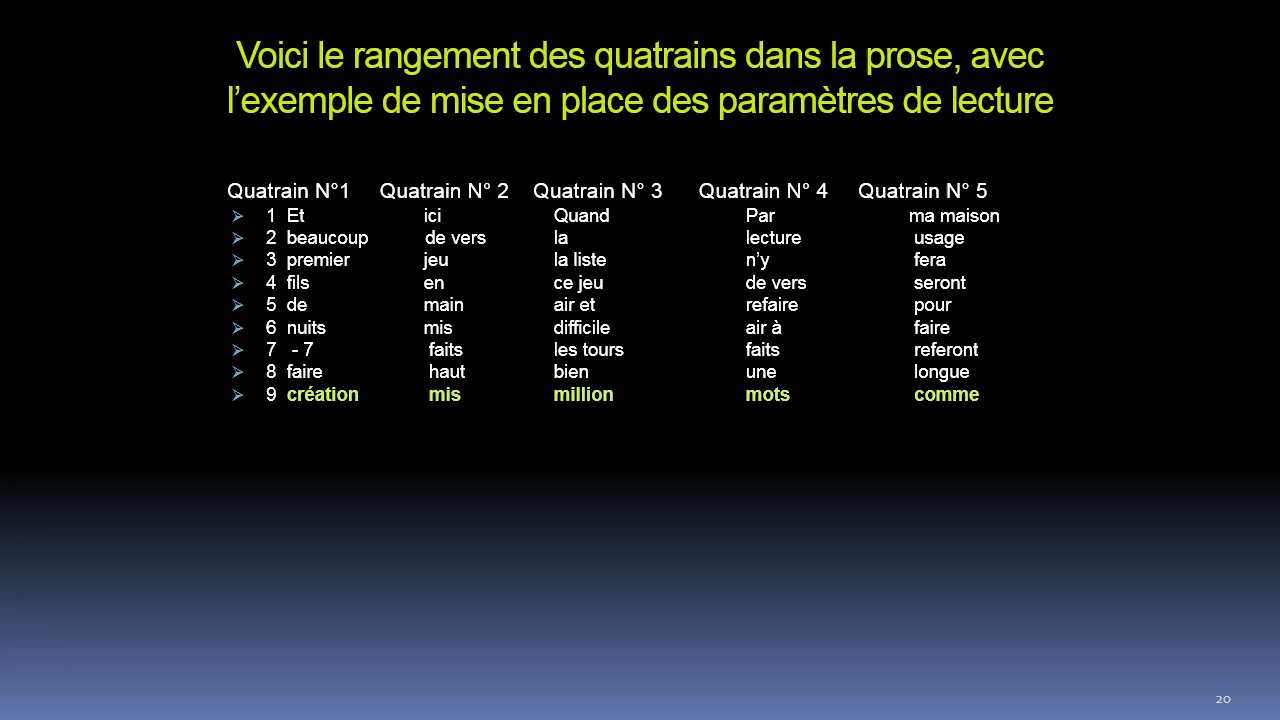 Voici le rangement des quatrains dans la prose, avec
l’exemple de mise en place des paramètres de lecture
Quatrain N°1 Quatrain N° 2 Quatrain N° 3 Quatrain N° 4 Quatrain N° 5
1 Et ici Quand Par ma maison
2 beaucoup de vers la lecture usage
3 premier jeu la liste n’y fera
4 fils en ce jeu de vers seront
5 de main air et refaire pour
6 nuits mis difficile air à faire
7 - 7 faits les tours faits referont
8 faire haut bien une longue
9 création mis million mots comme
20